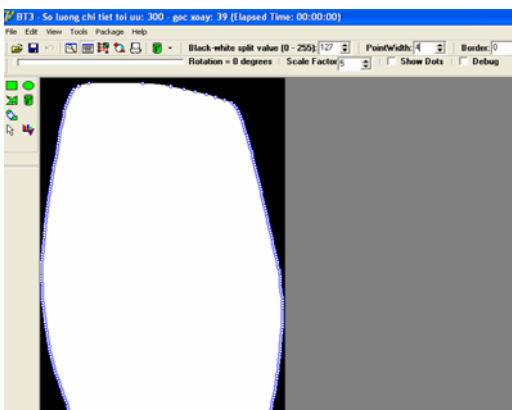 BT3 - So luong chi tiet toi uu: 300 - goc xoay: 39 (Elapsed Time: 00:00:00)
File Edit View Tools Package Help
Black-white split value (0 - 255): 127 PointWidth: 4 Border: 0
Rotation = 0 degrees Scale Factor 5 Show Dots Debug